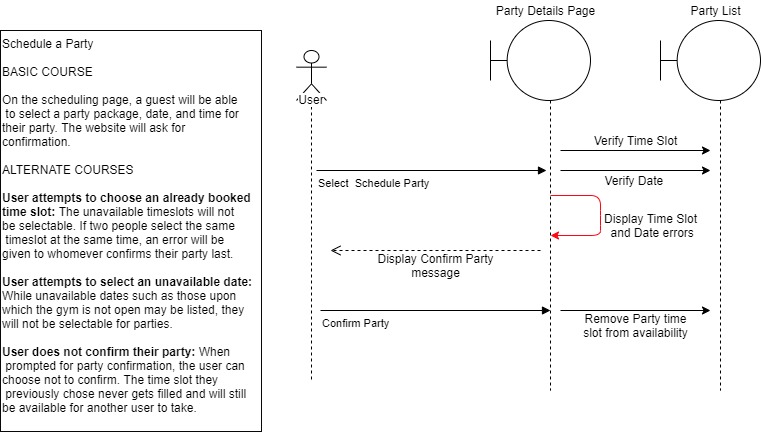 Party Details Page
Party List
Schedule a Party
BASIC COURSE
On the scheduling page, a guest will be able
to select a party package, date, and time for
their party. The website will ask for
confirmation.
ALTERNATE COURSES
User attempts to choose an already booked
time slot: The unavailable timeslots will not
be selectable. If two people select the same
timeslot at the same time, an error will be
given to whomever confirms their party last.
User attempts to select an unavailable date:
While unavailable dates such as those upon
which the gym is not open may be listed, they
will not be selectable for parties.
User does not confirm their party: When
prompted for party confirmation, the user can
choose not to confirm. The time slot they
previously chose never gets filled and will still
be available for another user to take.
User
Verify Time Slot
Select Schedule Party
Verify Date
Display Time Slot
and Date errors
Display Confirm Party
message
Confirm Party
Remove Party time
slot from availability